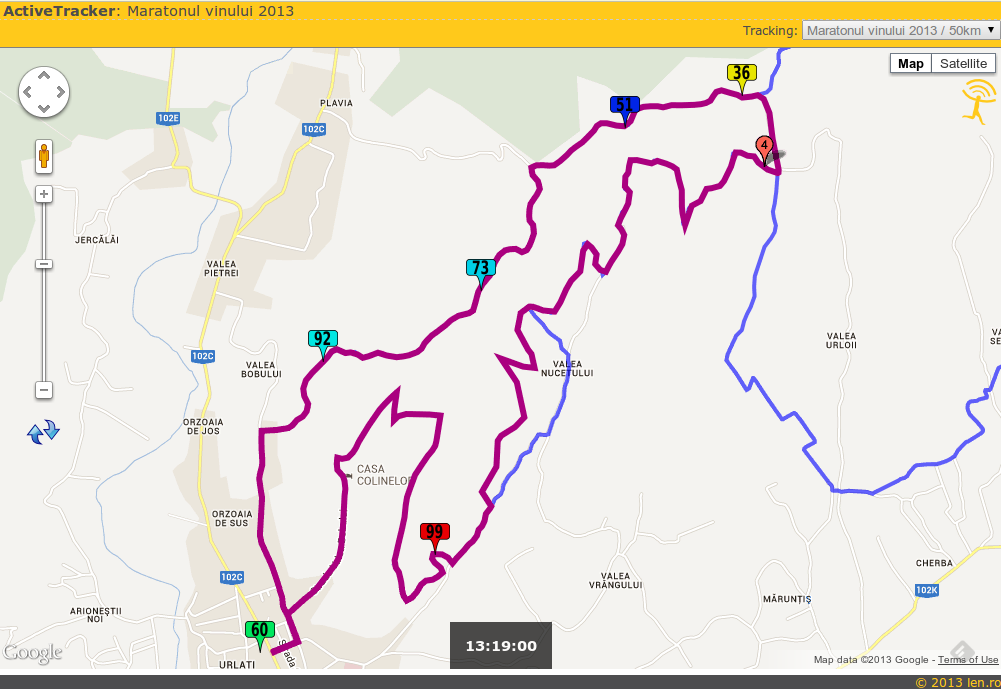 ActiveTracker: Maratonul vinului 2013
Tracking: Maratonul vinului 2013 / 50km
Map Satellite
36
51
PLAVIA
102E
102C
4
JERCĂLĂI
VALEA
PIETREI
73
92
VALEA
URLOII
VA
SE
102C
VALEA
BOBULUI
VALEA
NUCETULUI
ORZOAIA
DE JOS
CASA
COLINELOR
ORZOAIA
DE SUS
99
CHERBA
102C
VALEA
VRÂNGULUI
102K
MĂRUNȚIȘ
ARIONEȘTII
NOI
60
Strada
13:19:00
Google
URLATI
Map data ©2013 Google - Terms of Use
© 2013 len.ro